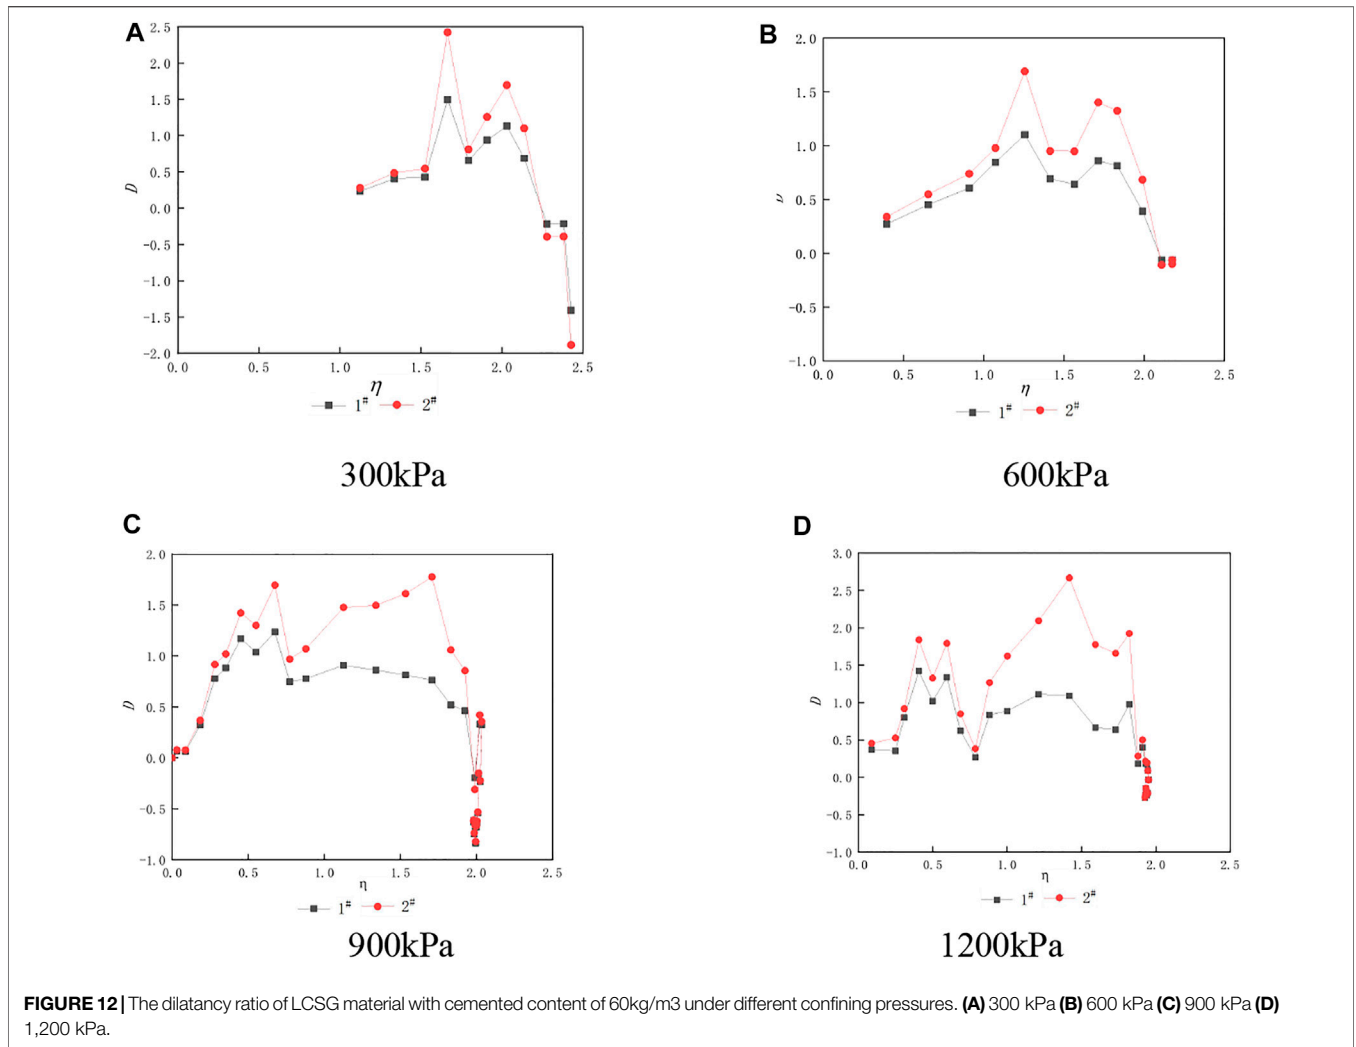 A
2.5
2.0
1.5
1.0
0.5
0.0
−0.5
−1.0
−1.5
−2.0
D
0.0 0.5 1.0 1.5 2.0 2.5
η
1# 2#
300kPa
B
2.0
1.5
1.0
0.5
0.0
−0.5
−1.0
0.0 0.5 1.0 1.5 2.0 2.5
η
1# 2#
600kPa
C
2.0
1.5
1.0
0.5
0.0
−0.5
−1.0
D
0.0 0.5 1.0 1.5 2.0 2.5
η
1# 2#
900kPa
D
3.0
2.5
2.0
1.5
1.0
0.5
0.0
−0.5
−1.0
D
0.0 0.5 1.0 1.5 2.0 2.5
η
1# 2#
1200kPa
FIGURE 12 | The dilatancy ratio of LCSG material with cemented content of 60kg/m3 under different confining pressures. (A) 300 kPa (B) 600 kPa (C) 900 kPa (D)
1,200 kPa.